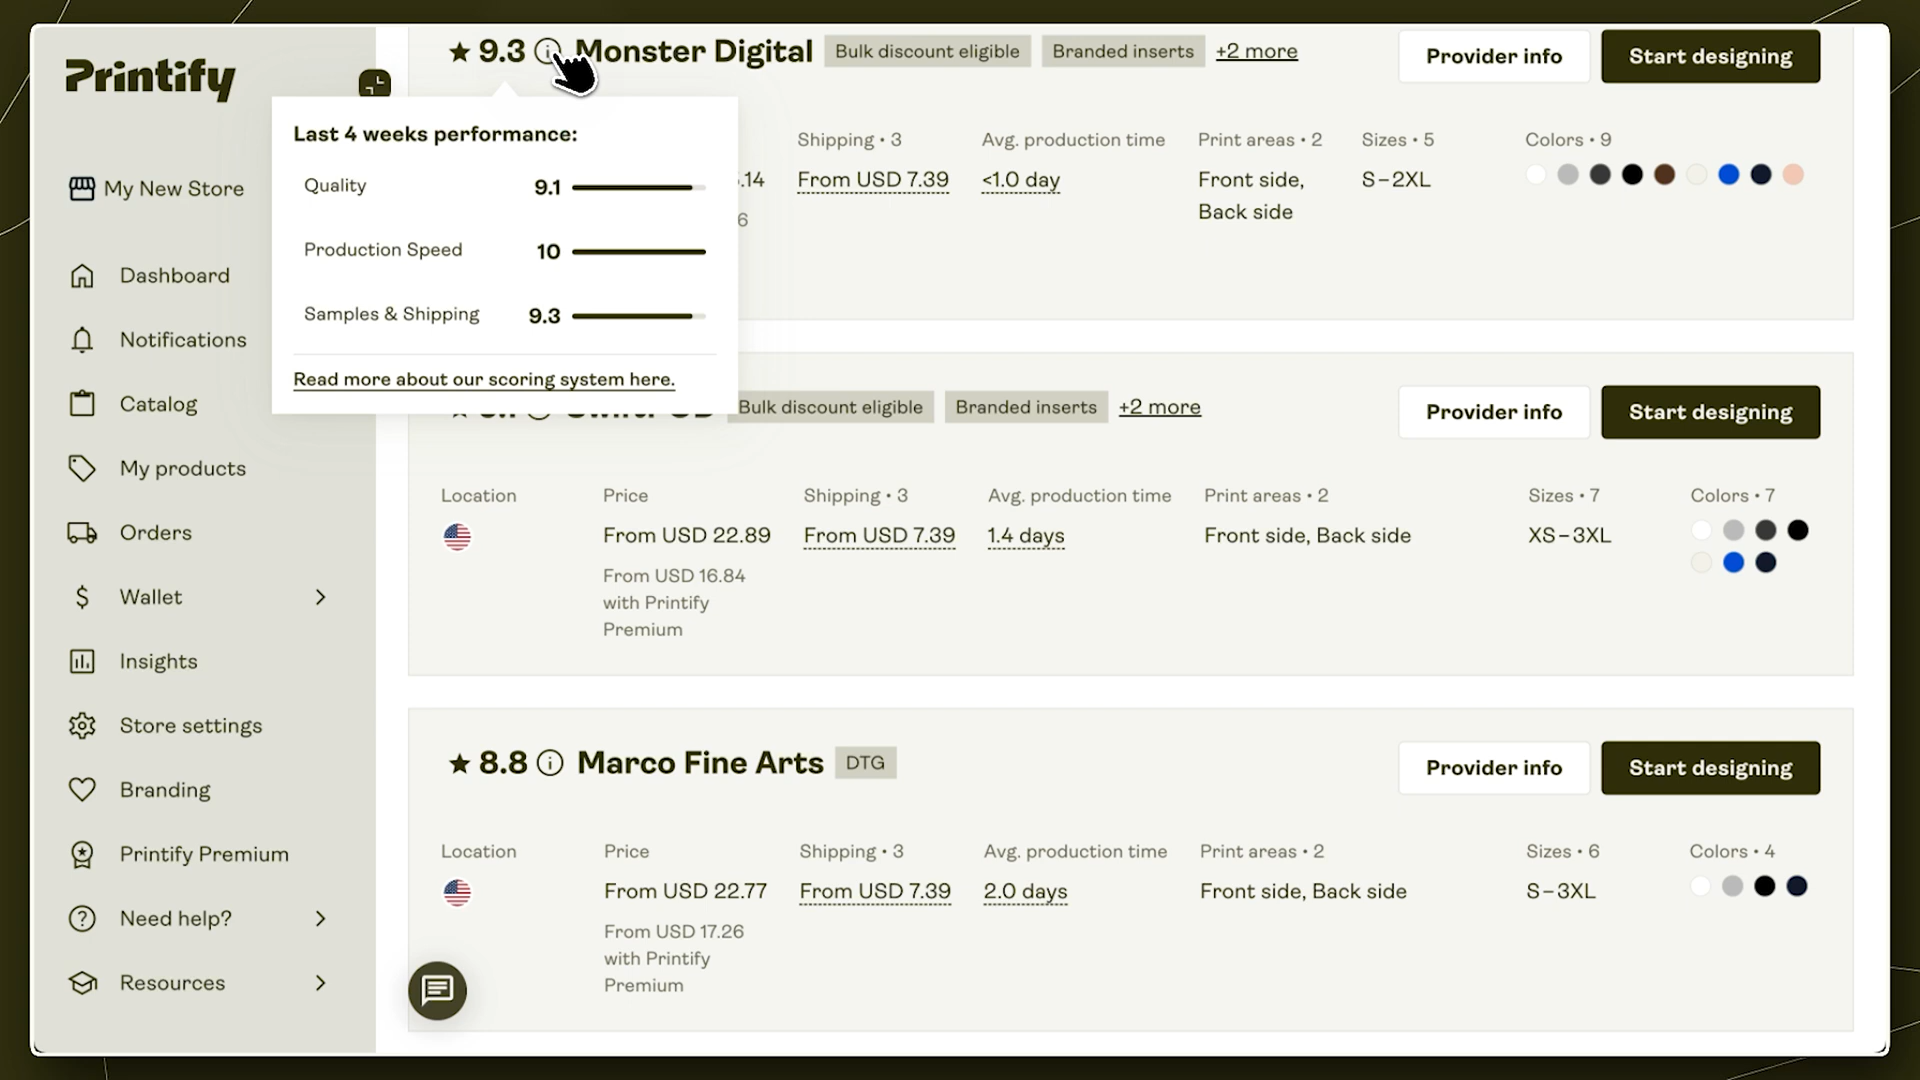 Printify
My New Store
Dashboard
Notifications
Catalog
My products
Orders
Wallet
Insights
Store settings
Branding
Printify Premium
Need help?
Resources
9.3 Monster Digital Bulk discount eligible Branded inserts +2 more Provider info Start designing
Last 4 weeks performance:
Quality 9.1
Production Speed 10
Samples & Shipping 9.3
Read more about our scoring system here.
Shipping • 3 Avg. production time Print areas • 2 Sizes • 5 Colors • 9
.14 From USD 7.39 <1.0 day Front side, S–2XL
6 Back side
Bulk discount eligible Branded inserts +2 more Provider info Start designing
Location Price Shipping • 3 Avg. production time Print areas • 2 Sizes • 7 Colors • 7
From USD 22.89 From USD 7.39 1.4 days Front side, Back side XS–3XL
From USD 16.84
with Printify
Premium
8.8 Marco Fine Arts DTG Provider info Start designing
Location Price Shipping • 3 Avg. production time Print areas • 2 Sizes • 6 Colors • 4
From USD 22.77 From USD 7.39 2.0 days Front side, Back side S–3XL
From USD 17.26
with Printify
Premium